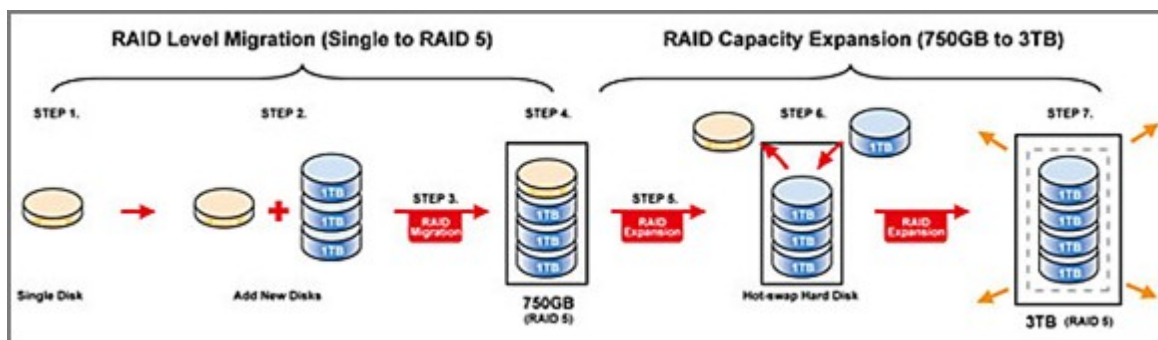 RAID Level Migration (Single to RAID 5)
RAID Capacity Expansion (750GB to 3TB)
STEP 1.
STEP 2.
STEP 4.
STEP 6.
STEP 7.
1TB
1TB
1TB
1TB
STEP 3.
RAID
Migration
1TB
1TB
1TB
STEP 5.
RAID
Expansion
1TB
1TB
1TB
RAID
Expansion
1TB
1TB
1TB
1TB
Single Disk
Add New Disks
750GB
(RAID 5)
Hot-swap Hard Disk
3TB (RAID 5)